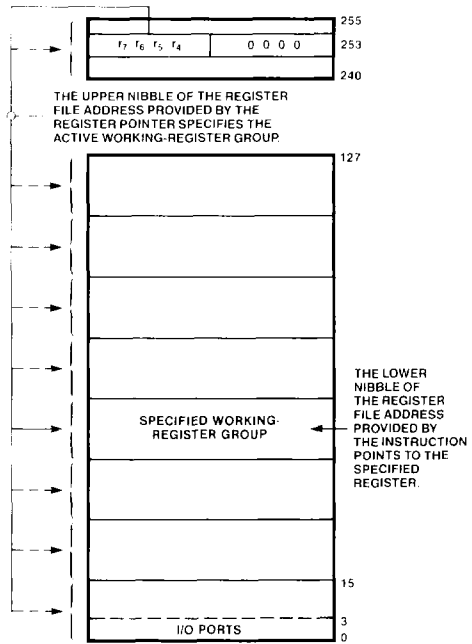 255
r7 r6 r5 r4 0 0 0 0 253
240
THE UPPER NIBBLE OF THE REGISTER
FILE ADDRESS PROVIDED BY THE
REGISTER POINTER SPECIFIES THE
ACTIVE WORKING-REGISTER GROUP.
127
SPECIFIED WORKING-
REGISTER GROUP
THE LOWER
NIBBLE OF
THE REGISTER
FILE ADDRESS
PROVIDED BY
THE INSTRUCTION
POINTS TO THE
SPECIFIED
REGISTER.
15
3
I/O PORTS
0